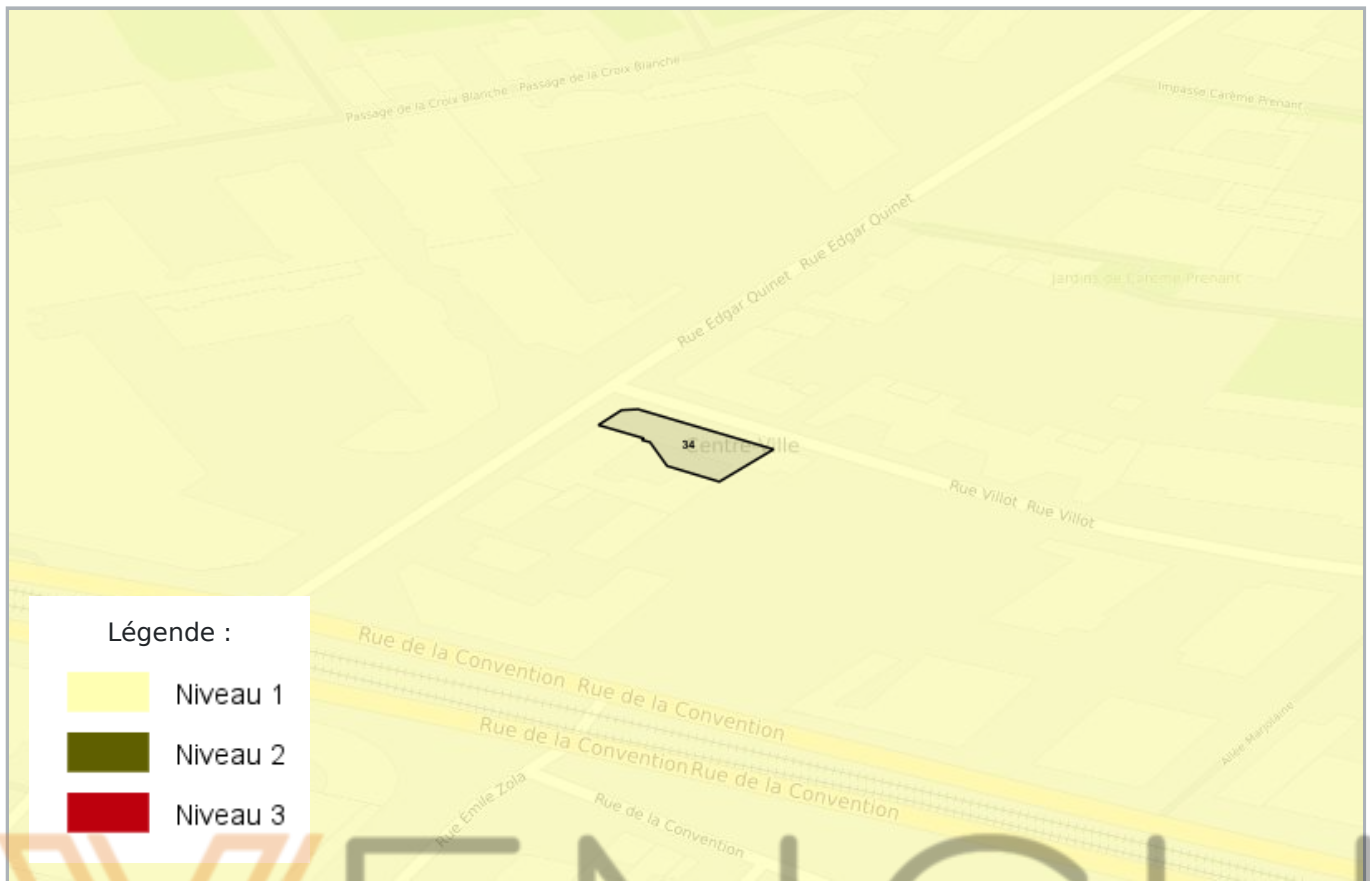 Passage de la Croix Blanche Passage de la Croix Blanche
Impasse Carême Prenant
Rue Edgar Quinet Rue Edgar Quinet
Jardins de Carême Prenant
34
Centre-Ville
Rue Villot Rue Villot
Légende :
Niveau 1
Niveau 2
Niveau 3
Rue de la Convention Rue de la Convention
Rue de la Convention Rue de la Convention
Rue Émile Zola
Rue de la Convention
Allée Marjolaine